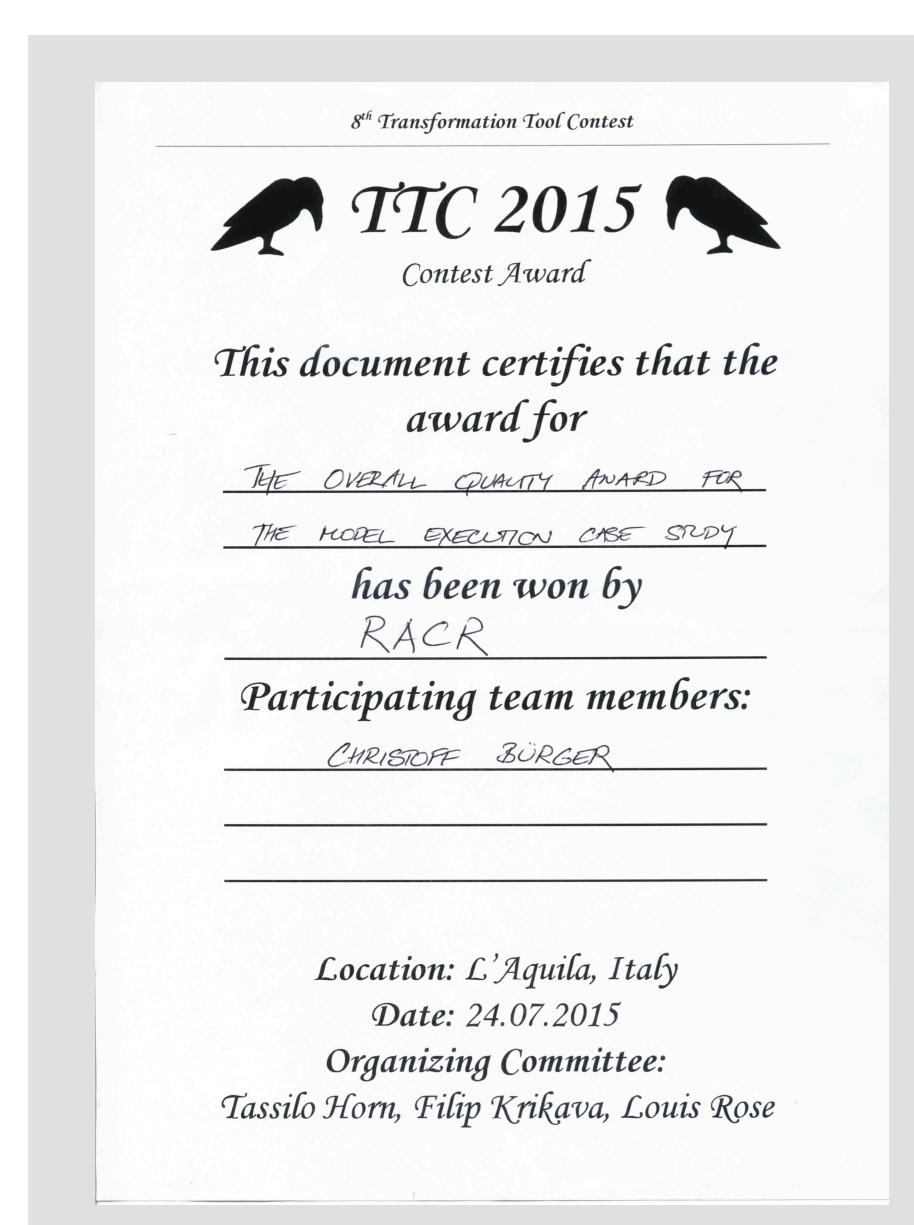 8th Transformation Tool Contest
TTC 2015
Contest Award
This document certifies that the
award for
THE OVERALL QUALITY AWARD FOR
THE MODEL EXECUTION CASE STUDY
has been won by
RACR
Participating team members:
CHRISTOFF BÜRGER
Location: L'Aquila, Italy
Date: 24.07.2015
Organizing Committee:
Tassilo Horn, Filip Krikava, Louis Rose